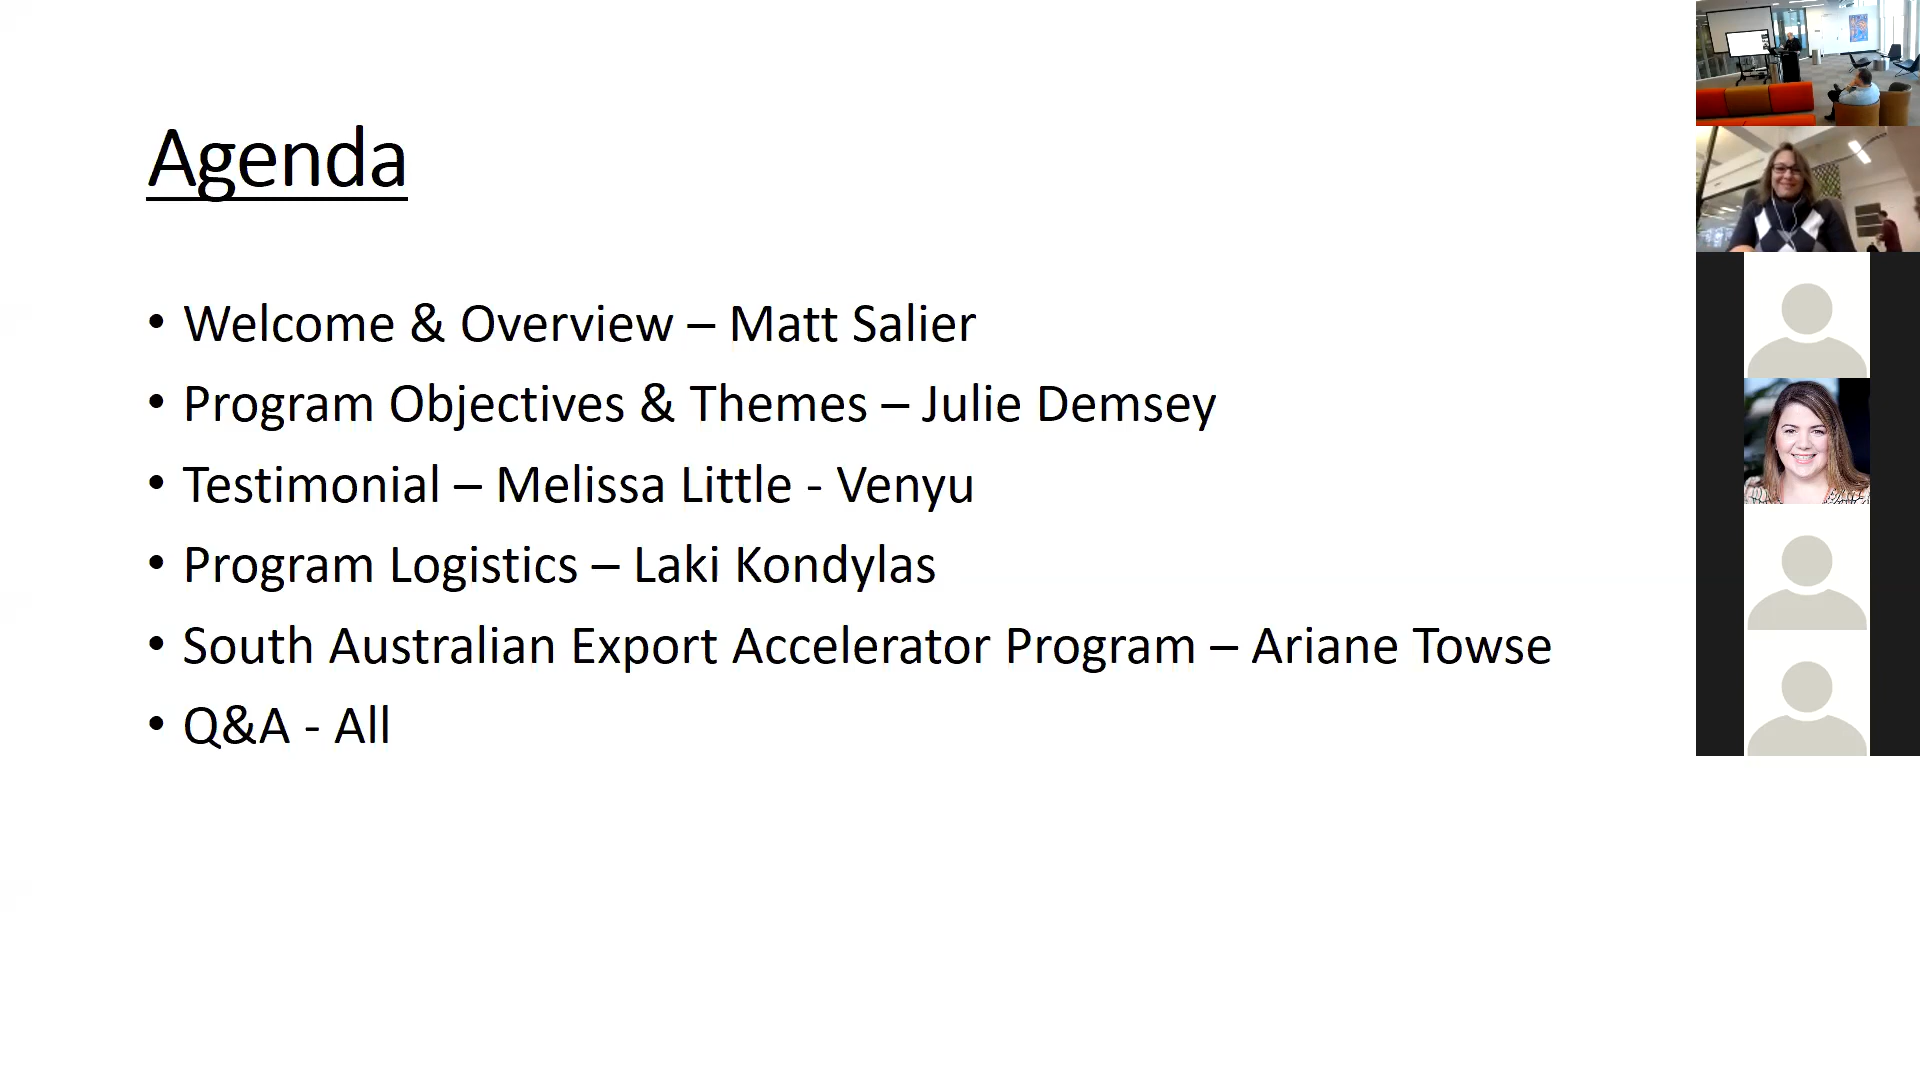 Agenda
• Welcome & Overview – Matt Salier
• Program Objectives & Themes – Julie Demsey
• Testimonial – Melissa Little - Venyu
• Program Logistics – Laki Kondylas
• South Australian Export Accelerator Program – Ariane Towse
• Q&A - All